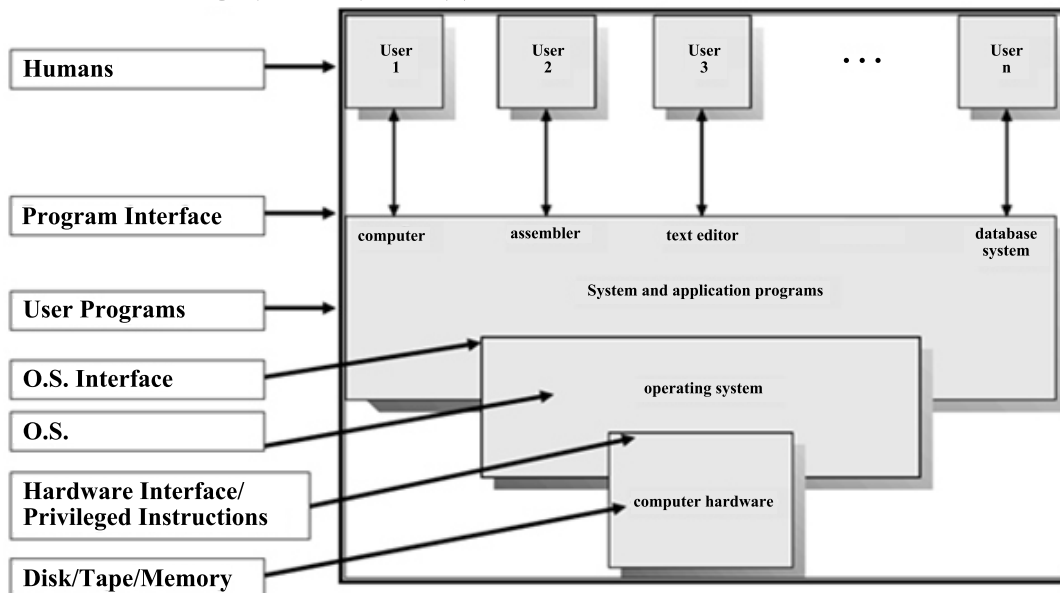 Humans
Program Interface
User Programs
O.S. Interface
O.S.
Hardware Interface/
Privileged Instructions
Disk/Tape/Memory
User
1
User
2
User
3
. . .
User
n
computer
assembler
text editor
database
system
System and application programs
operating system
computer hardware